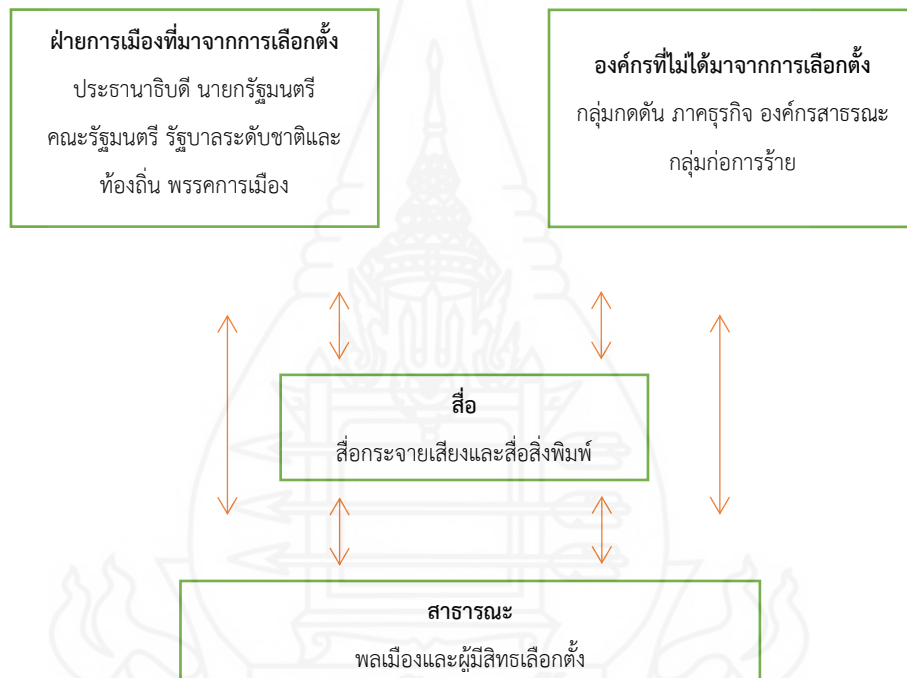 ฝ่ายการเมืองที่มาจากการเลือกตั้ง
ประธานาธิบดี นายกรัฐมนตรี
คณะรัฐมนตรี รัฐบาลระดับชาติและ
ท้องถิ่น พรรคการเมือง
องค์กรที่ไม่ได้มาจากการเลือกตั้ง
กลุ่มกดดัน ภาคธุรกิจ องค์กรสาธารณะ
กลุ่มก่อการร้าย
สื่อ
สื่อกระจายเสียงและสื่อสิ่งพิมพ์
สาธารณะ
พลเมืองและผู้มีสิทธเลือกตั้ง